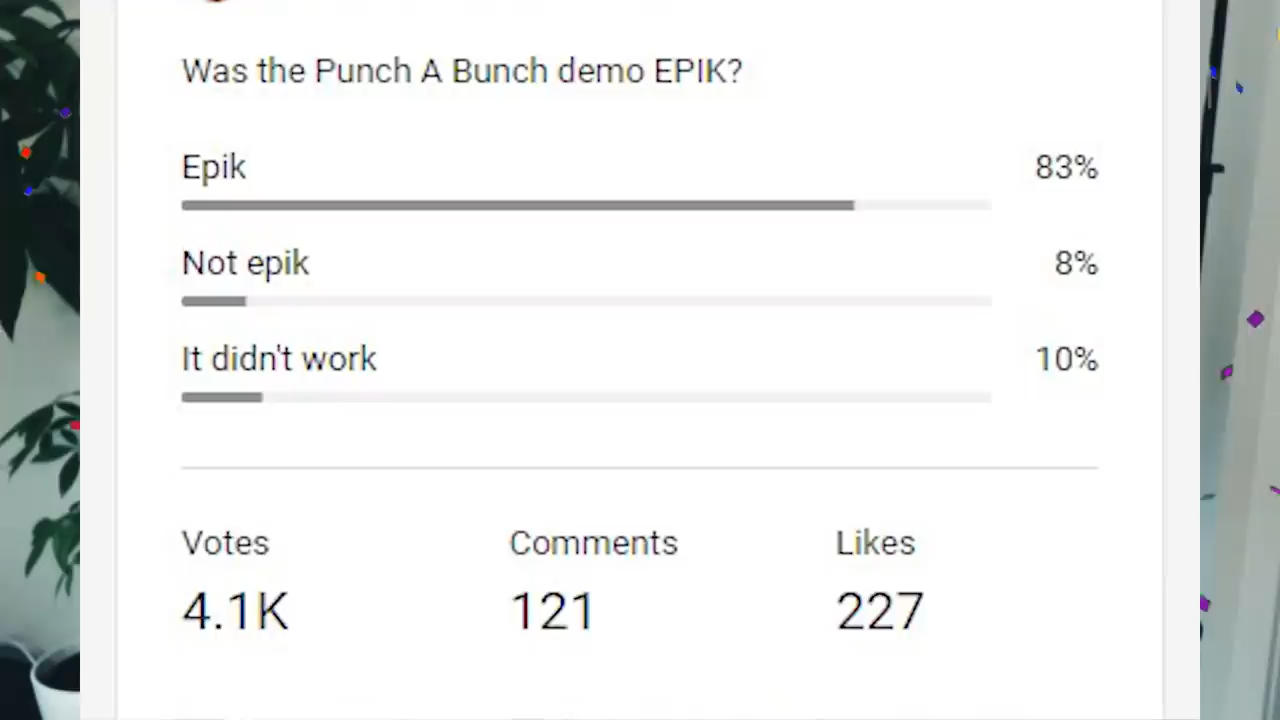 Was the Punch A Bunch demo EPIK?
Epik 83%
Not epik 8%
It didn't work 10%
Votes Comments Likes
4.1K 121 227